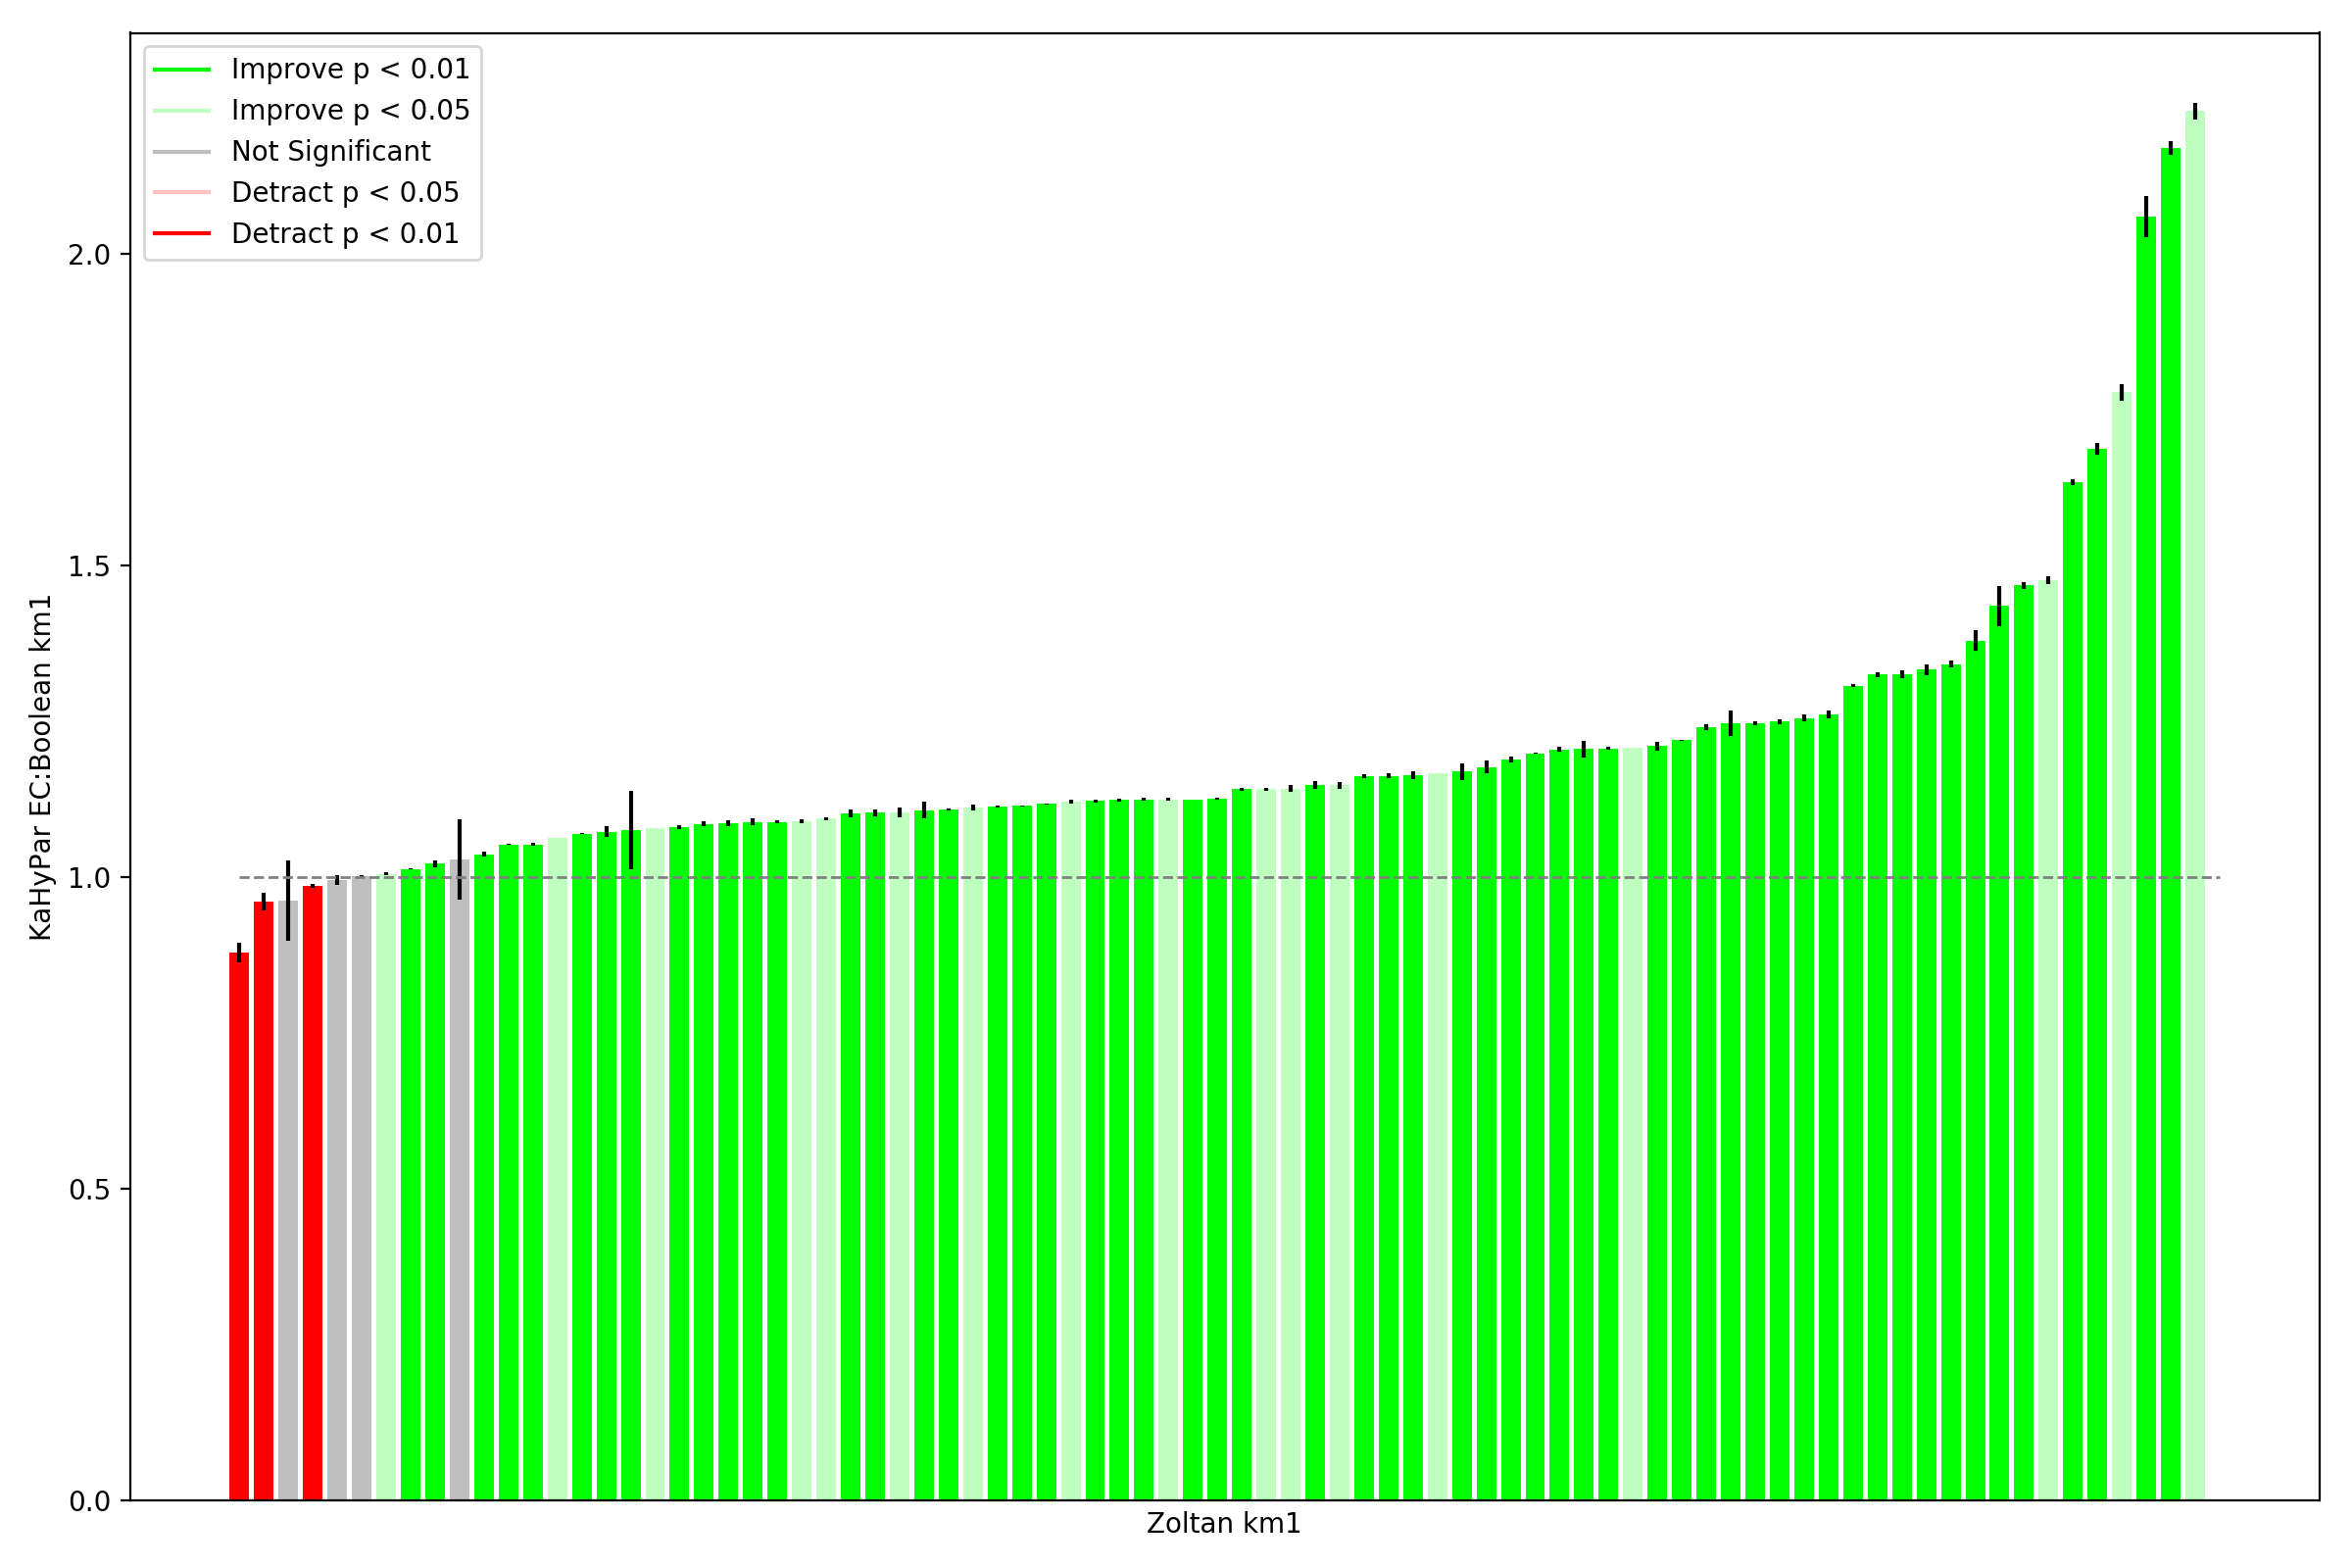 Improve p < 0.01
Improve p < 0.05
Not Significant
Detract p < 0.05
Detract p < 0.01
2.0
1.5
1.0
0.5
0.0
KaHyPar EC:Boolean km1
Zoltan km1